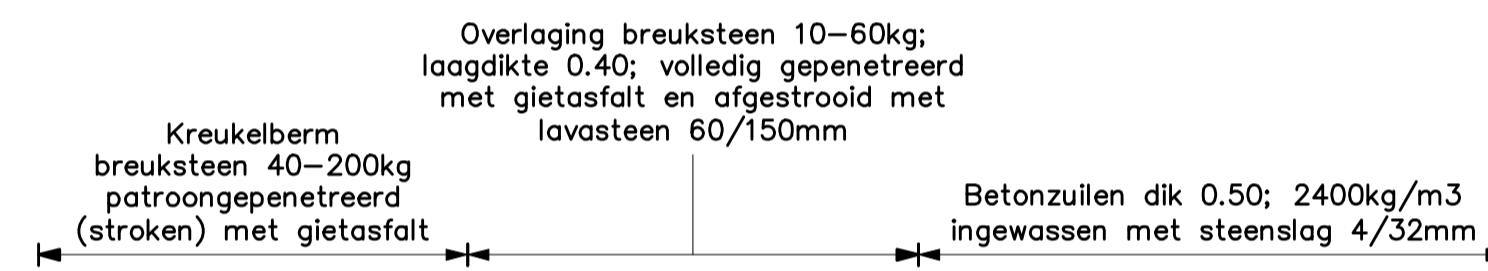 Overlaging breuksteen 10-60kg;
laagdikte 0.40; volledig gepenetreerd
met gietasfalt en afgestrooid met
lavasteen 60/150mm
Kreukelberm
breuksteen 40-200kg
patroongepenetreerd
(stroken) met gietasfalt
Betonzuilen dik 0.50; 2400kg/m3
ingewassen met steenslag 4/32mm